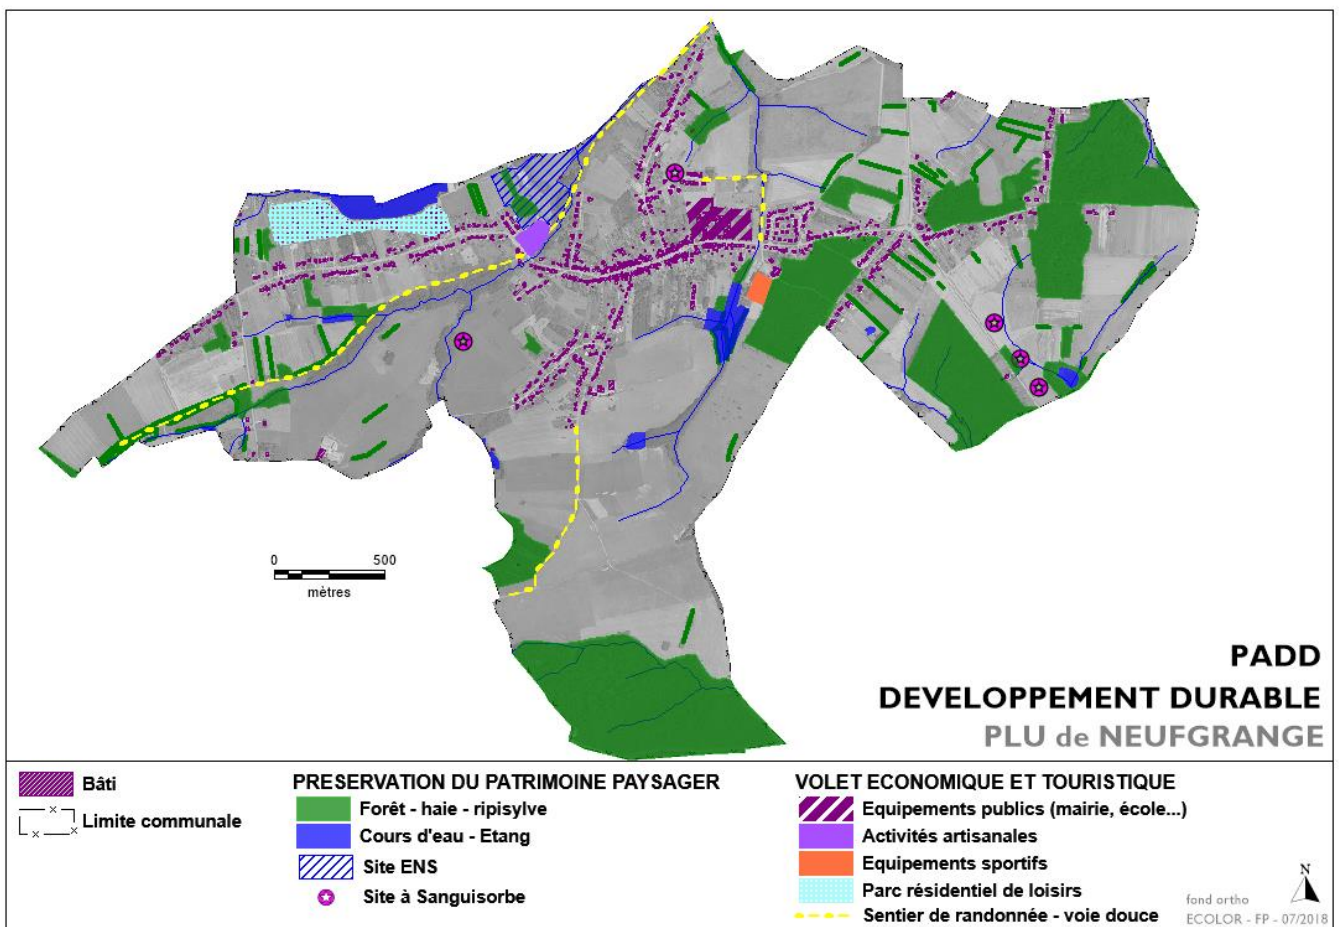 0 500
mètres
PADD
DEVELOPPEMENT DURABLE
PLU de NEUFGRANGE
Bâti
Limite communale
PRESERVATION DU PATRIMOINE PAYSAGER
Forêt - haie - ripisylve
Cours d'eau - Etang
Site ENS
Site à Sanguisorbe
VOLET ECONOMIQUE ET TOURISTIQUE
Equipements publics (mairie, école...)
Activités artisanales
Equipements sportifs
Parc résidentiel de loisirs
Sentier de randonnée - voie douce
N
fond ortho
ECOLOR - FP - 07/2018